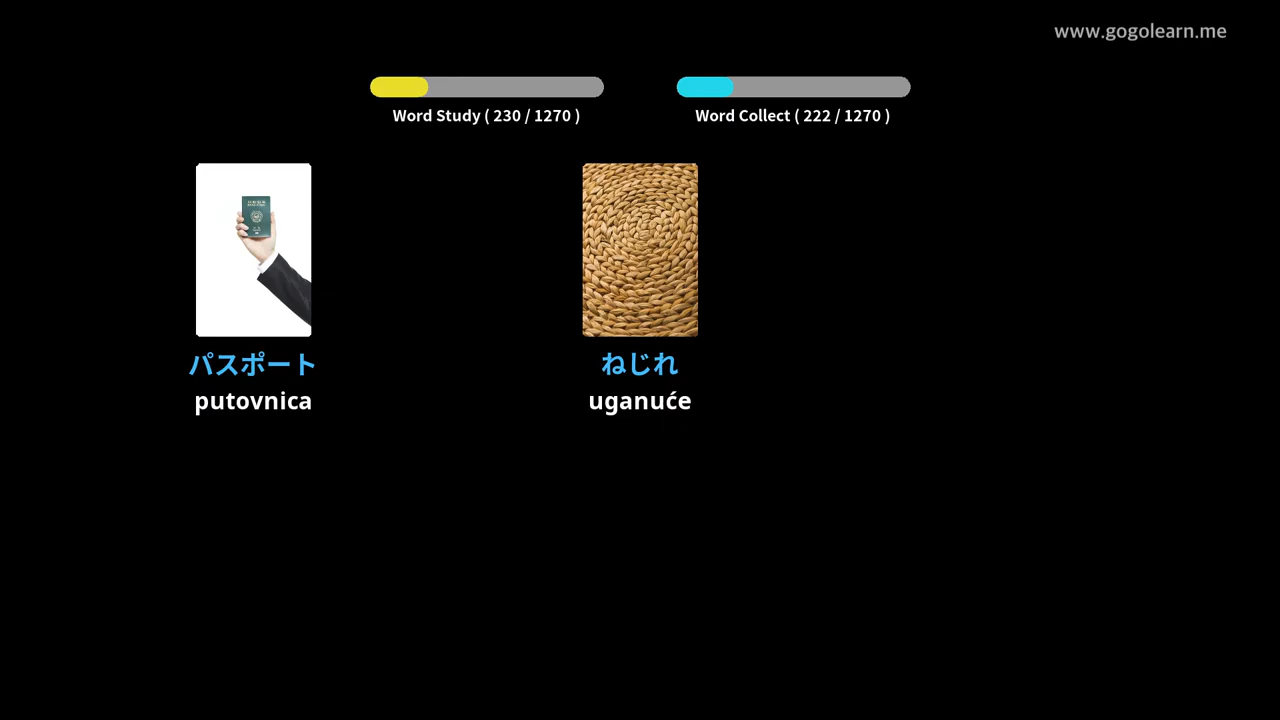 www.gogolearn.me
Word Study ( 230 / 1270 )
Word Collect ( 222 / 1270 )
パスポート
putovnica
ねじれ
uganuće